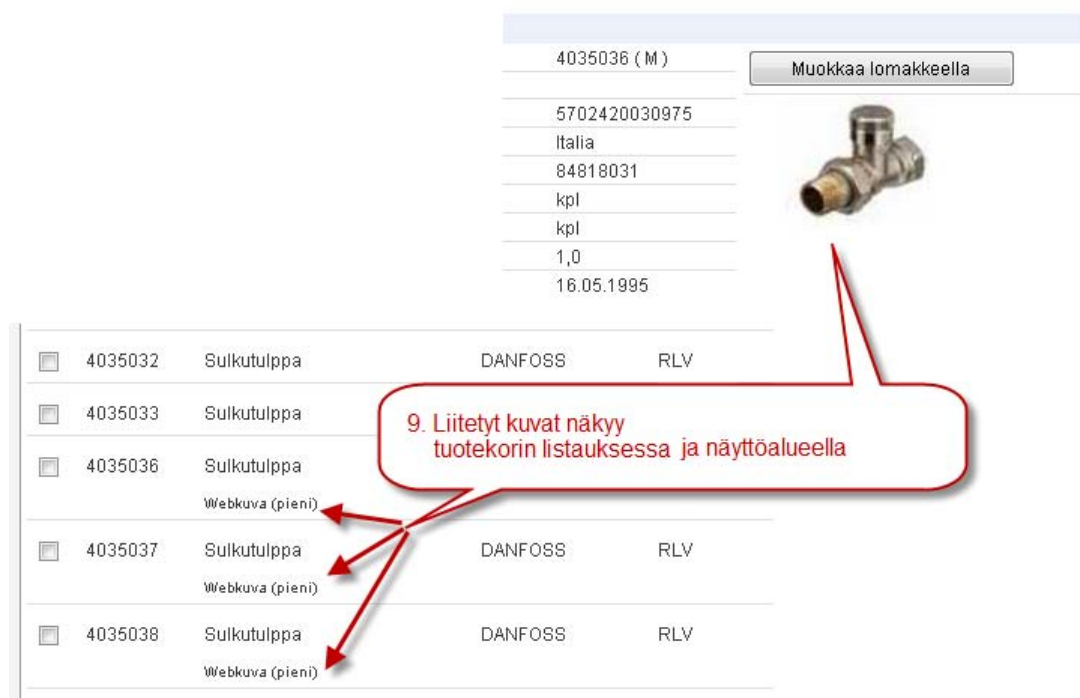 4035036 ( M )
Muokkaa lomakkeella
5702420030975
Italia
84818031
kpl
kpl
1,0
16.05.1995
4035032 Sulkutulppa DANFOSS RLV
4035033 Sulkutulppa
9. Liitetyt kuvat näkyy
tuotekorin listauksessa ja näyttöalueella
4035036 Sulkutulppa
Webkuva (pieni)
4035037 Sulkutulppa DANFOSS RLV
Webkuva (pieni)
4035038 Sulkutulppa DANFOSS RLV
Webkuva (pieni)